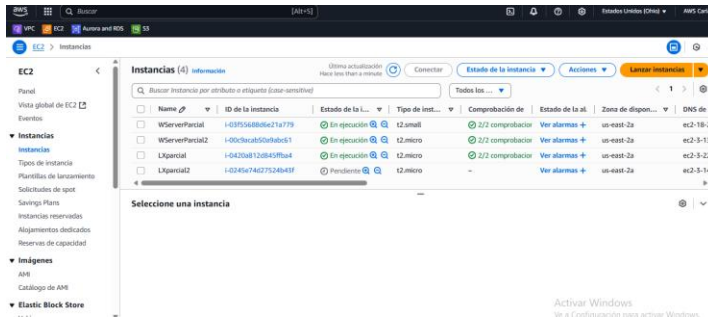 aws
Buscar
[Alt+S]
Estados Unidos (Ohio)
VPC EC2 Aurora and RDS S3
EC2 > Instancias
EC2
Panel
Vista global de EC2
Eventos
Instancias
Instancias
Tipos de instancia
Plantillas de lanzamiento
Solicitudes de spot
Savings Plans
Instancias reservadas
Alojamientos dedicados
Reservas de capacidad
Imágenes
AMI
Catálogo de AMI
Elastic Block Store
Instancias (4) Información
Última actualización
Hace less than a minute
Conectar
Estado de la instancia
Acciones
Lanzar instancias
Buscar Instancia por atributo o etiqueta (case-sensitive)
Todos los ...
1
Name ID de la instancia Estado de la i... Tipo de inst... Comprobación de Estado de la al Zona de dispon... DNS de
WServerParcial i-03f55688d6e21a779 En ejecución t2.small 2/2 comprobacior Ver alarmas + us-east-2a
WServerParcial2 i-00c9acab50a9abc61 En ejecución t2.micro 2/2 comprobacior Ver alarmas + us-east-2a
LXparcial i-0420a812d845ffba4 En ejecución t2.micro 2/2 comprobacior Ver alarmas + us-east-2a
LXparcial2 i-0245e74d27524b43f Pendiente t2.micro – Ver alarmas + us-east-2a
Seleccione una instancia
Activar Windows
Ve a Configuración para activar Windows.